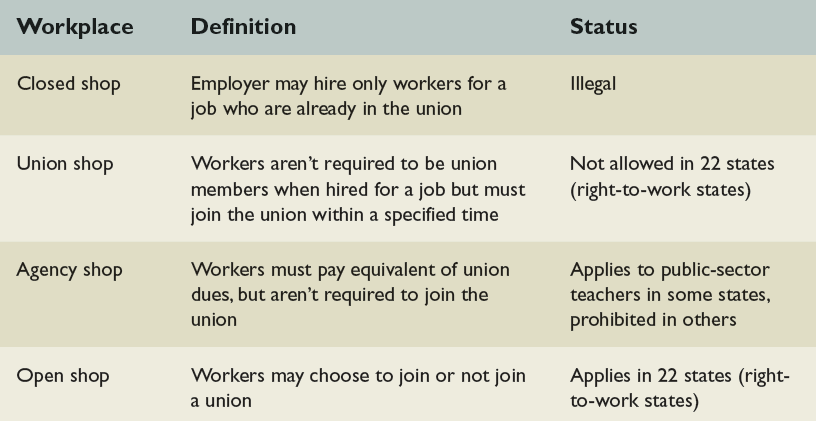 Workplace Definition Status
Closed shop Employer may hire only workers for a Illegal
job who are already in the union
Union shop Workers aren't required to be union Not allowed in 22 states
members when hired for a job but must (right-to-work states)
join the union within a specified time
Agency shop Workers must pay equivalent of union Applies to public-sector
dues, but aren't required to join the teachers in some states,
union prohibited in others
Open shop Workers may choose to join or not join Applies in 22 states (right-
a union to-work states)